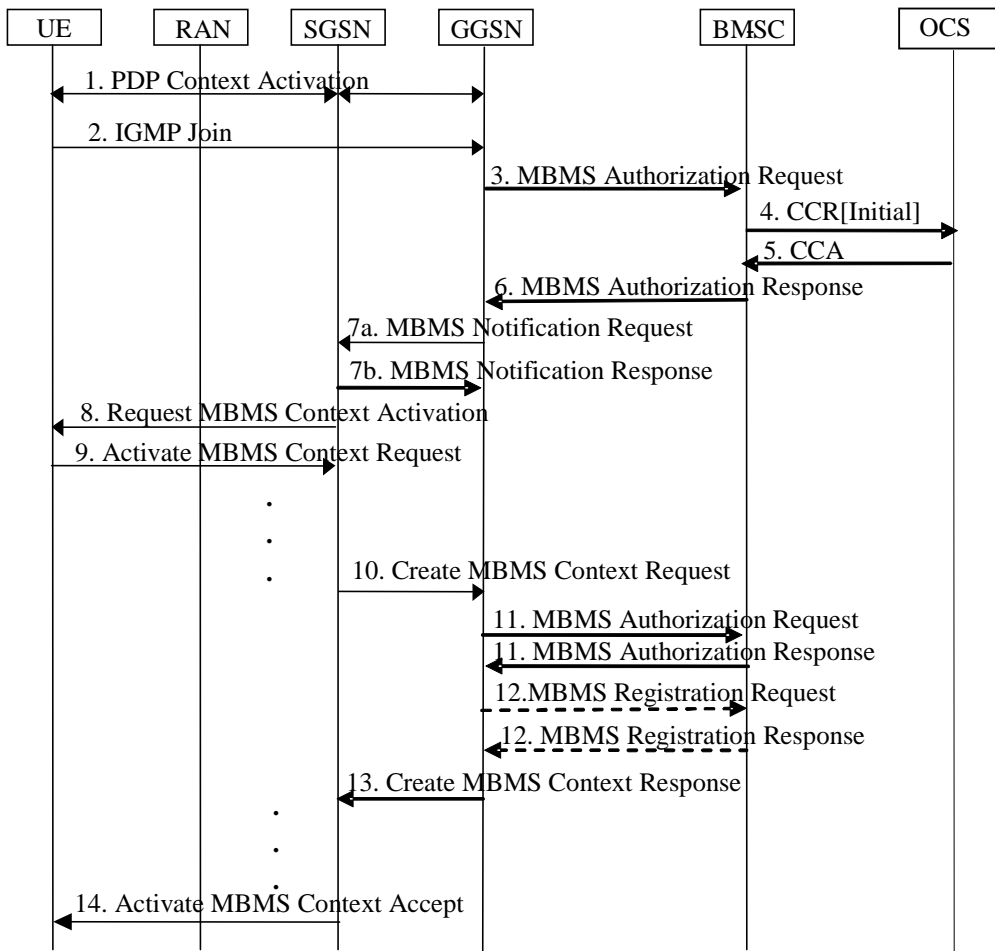 UE RAN SGSN GGSN BMSC OCS
1. PDP Context Activation
2. IGMP Join
3. MBMS Authorization Request
4. CCR[Initial]
5. CCA
6. MBMS Authorization Response
7a. MBMS Notification Request
7b. MBMS Notification Response
8. Request MBMS Context Activation
9. Activate MBMS Context Request
10. Create MBMS Context Request
11. MBMS Authorization Request
11. MBMS Authorization Response
12.MBMS Registration Request
12. MBMS Registration Response
13. Create MBMS Context Response
14. Activate MBMS Context Accept